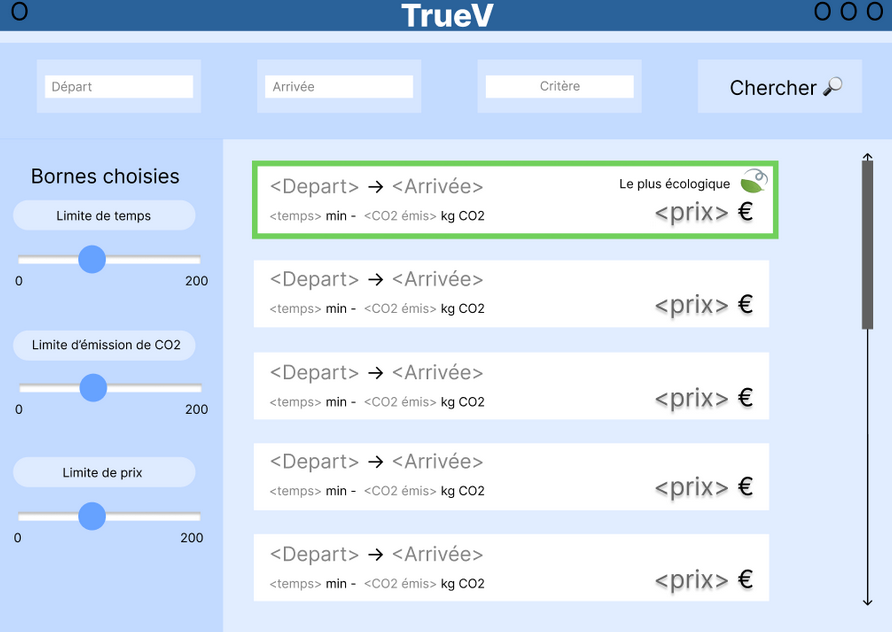 O
TrueV
O O O
Départ
Arrivée
Critère
Chercher
Bornes choisies
Limite de temps
0 200
Limite d'émission de CO2
0 200
Limite de prix
0 200
<Depart> → <Arrivée>
Le plus écologique
<temps> min - <CO2 émis> kg CO2
<prix> €
<Depart> → <Arrivée>
<temps> min - <CO2 émis> kg CO2
<prix> €
<Depart> → <Arrivée>
<temps> min - <CO2 émis> kg CO2
<prix> €
<Depart> → <Arrivée>
<temps> min - <CO2 émis> kg CO2
<prix> €
<Depart> → <Arrivée>
<temps> min - <CO2 émis> kg CO2
<prix> €